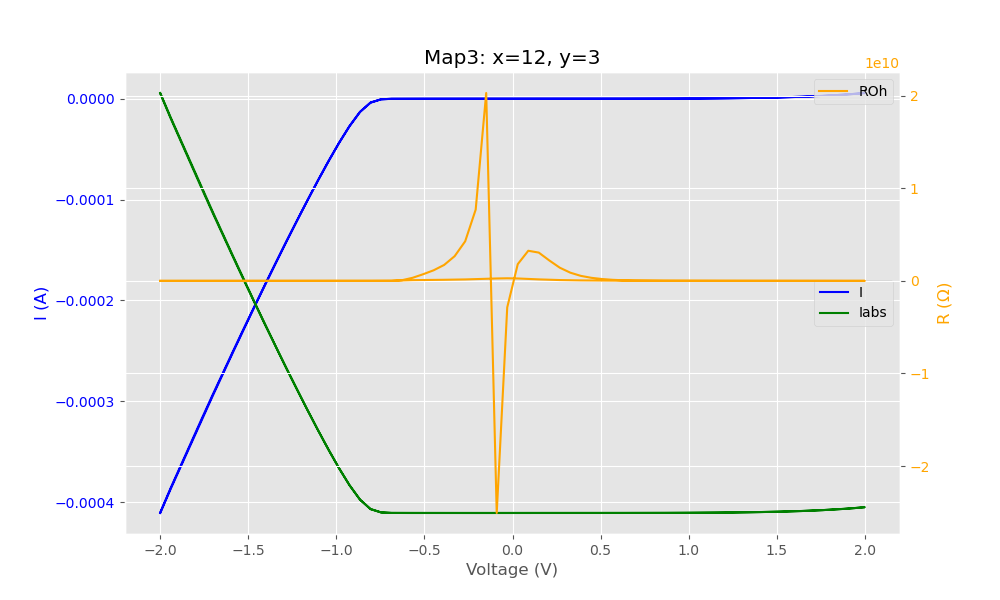 Map3: x=12, y=3
1e10
ROh
0.0000
−0.0001
−0.0002
−0.0003
−0.0004
I (A)
2
1
0
−1
−2
R (Ω)
I
Iabs
−2.0 −1.5 −1.0 −0.5 0.0 0.5 1.0 1.5 2.0
Voltage (V)